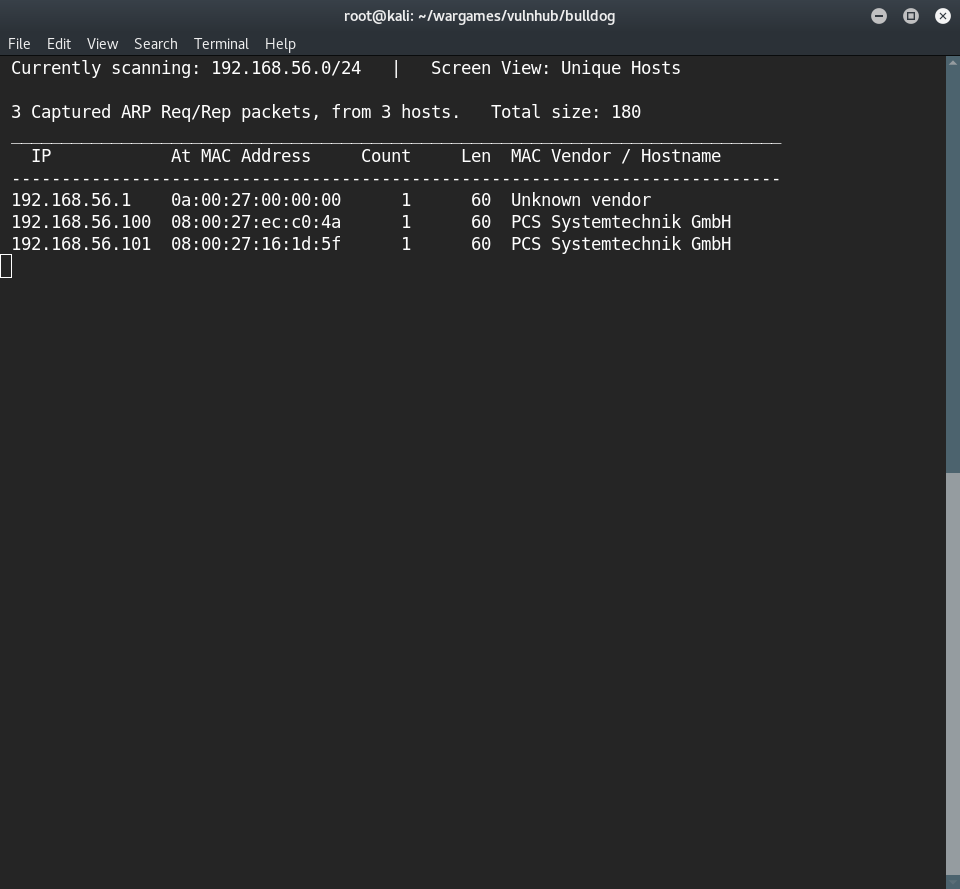 root@kali: ~/wargames/vulnhub/bulldog
File Edit View Search Terminal Help
Currently scanning: 192.168.56.0/24   |   Screen View: Unique Hosts
3 Captured ARP Req/Rep packets, from 3 hosts.   Total size: 180
_____________________________________________________________________________
  IP            At MAC Address     Count     Len  MAC Vendor / Hostname
-----------------------------------------------------------------------------
192.168.56.1    0a:00:27:00:00:00      1      60  Unknown vendor
192.168.56.100  08:00:27:ec:c0:4a      1      60  PCS Systemtechnik GmbH
192.168.56.101  08:00:27:16:1d:5f      1      60  PCS Systemtechnik GmbH